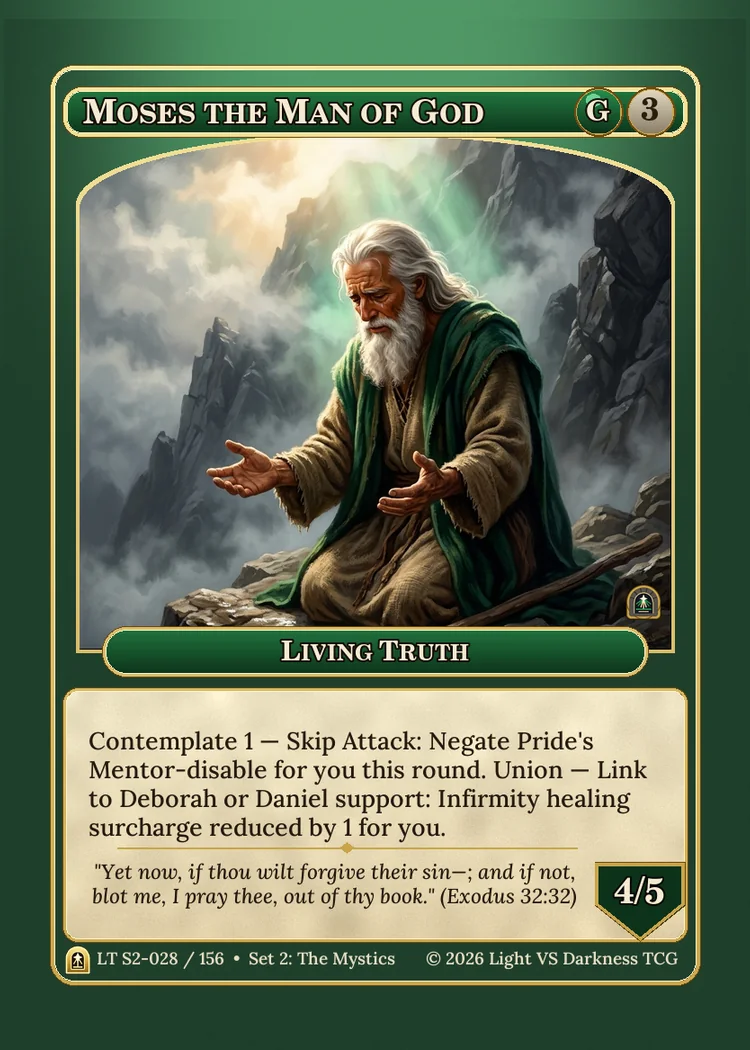 Moses the Man of God G 3
Living Truth
Contemplate 1 — Skip Attack: Negate Pride's
Mentor-disable for you this round. Union — Link
to Deborah or Daniel support: Infirmity healing
surcharge reduced by 1 for you.
"Yet now, if thou wilt forgive their sin—; and if not,
blot me, I pray thee, out of thy book." (Exodus 32:32)
4/5
LT S2-028 / 156 • Set 2: The Mystics © 2026 Light VS Darkness TCG